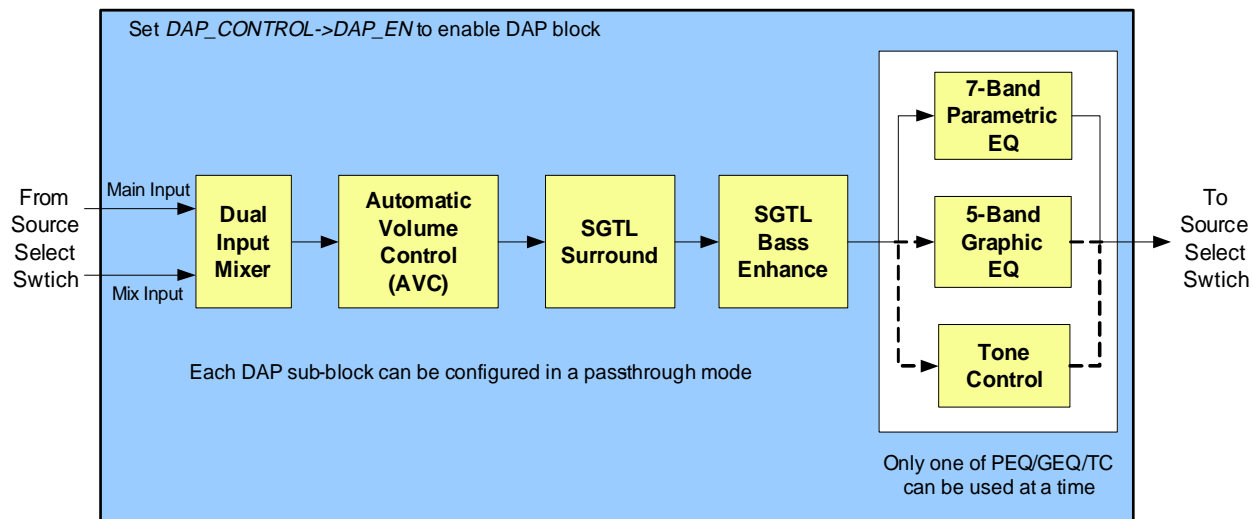 Set DAP_CONTROL->DAP_EN to enable DAP block
From
Source
Select
Swtich
Main Input
Mix Input
Dual
Input
Mixer
Automatic
Volume
Control
(AVC)
SGTL
Surround
SGTL
Bass
Enhance
7-Band
Parametric
EQ
5-Band
Graphic
EQ
Tone
Control
To
Source
Select
Swtich
Each DAP sub-block can be configured in a passthrough mode
Only one of PEQ/GEQ/TC
can be used at a time